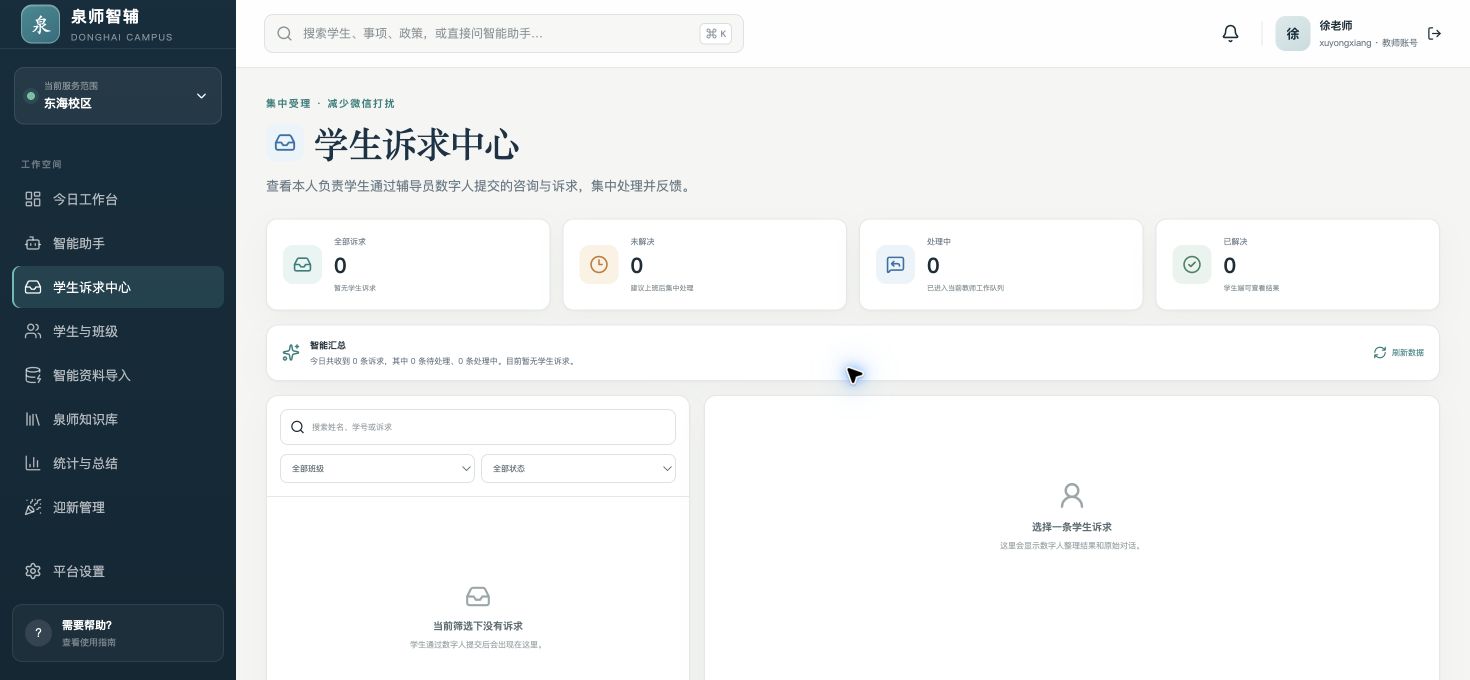 泉
泉师智辅
DONGHAI CAMPUS
搜索学生、事项、政策，或直接问智能助手...
⌘ K
徐
徐老师
xuyongxiang · 教师账号
当前服务范围
东海校区
工作空间
今日工作台
智能助手
学生诉求中心
学生与班级
智能资料导入
泉师知识库
统计与总结
迎新管理
平台设置
?
需要帮助?
查看使用指南
集中受理 · 减少微信打扰
学生诉求中心
查看本人负责学生通过辅导员数字人提交的咨询与诉求，集中处理并反馈。
全部诉求
0
暂无学生诉求
未解决
0
建议上班后集中处理
处理中
0
已进入当前教师工作队列
已解决
0
学生端可查看结果
智能汇总
今日共收到 0 条诉求，其中 0 条待处理、0 条处理中。目前暂无学生诉求。
刷新数据
搜索姓名、学号或诉求
全部班级
全部状态
当前筛选下没有诉求
学生通过数字人提交后会出现在这里。
选择一条学生诉求
这里会显示数字人整理结果和原始对话。